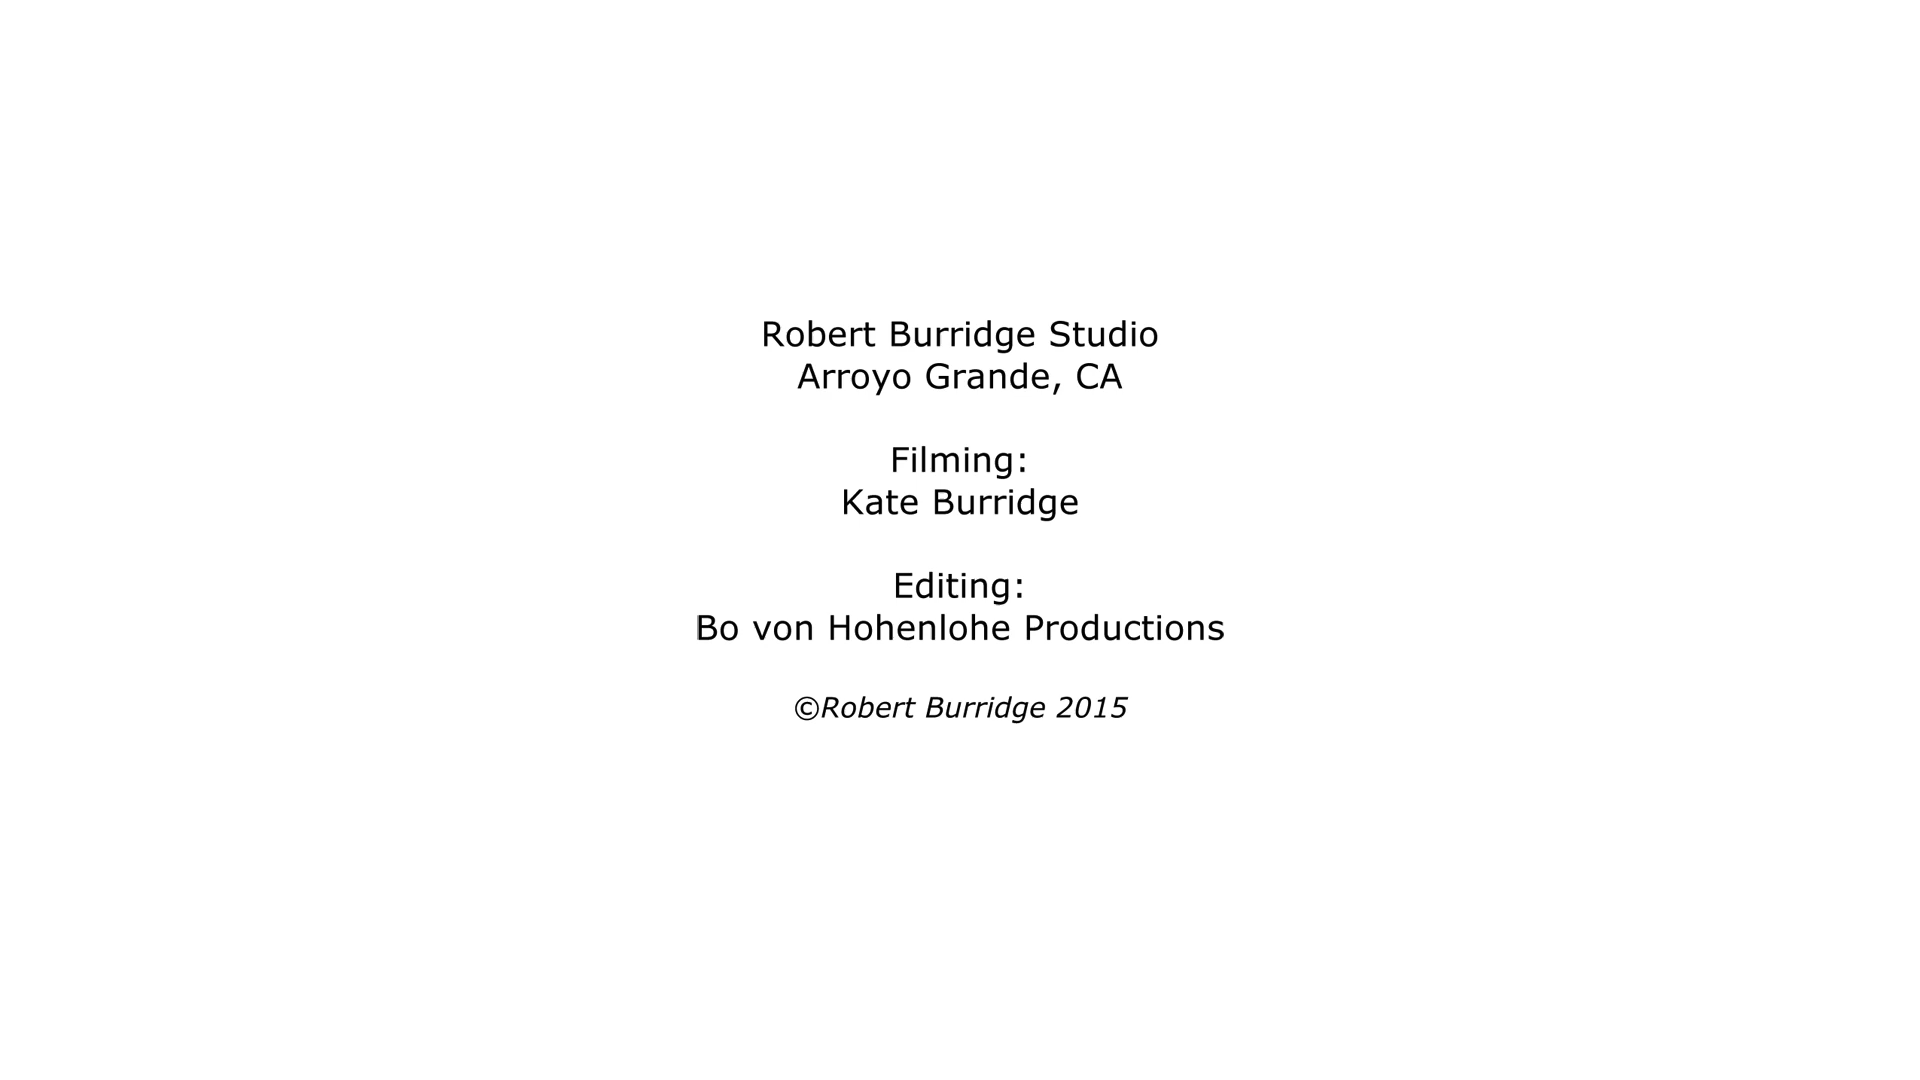 Robert Burridge Studio
Arroyo Grande, CA
Filming:
Kate Burridge
Editing:
Bo von Hohenlohe Productions
©Robert Burridge 2015